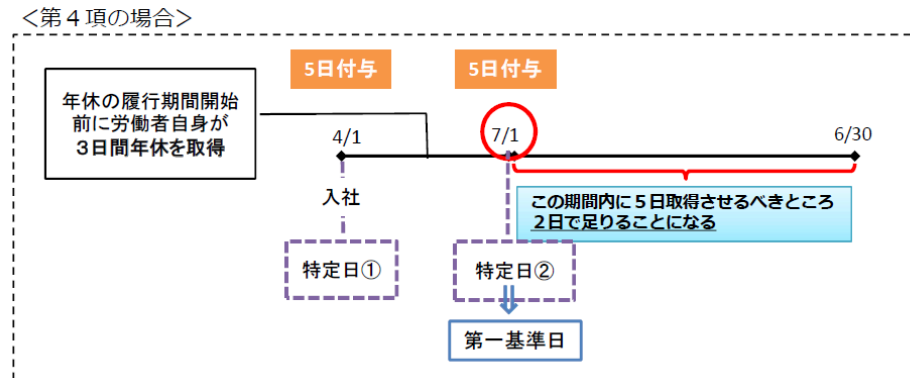 ＜第４項の場合＞
5日付与
5日付与
年休の履行期間開始
前に労働者自身が
３日間年休を取得
4/1
7/1
6/30
入社
この期間内に５日取得させるべきところ
２日で足りることになる
特定日①
特定日②
第一基準日